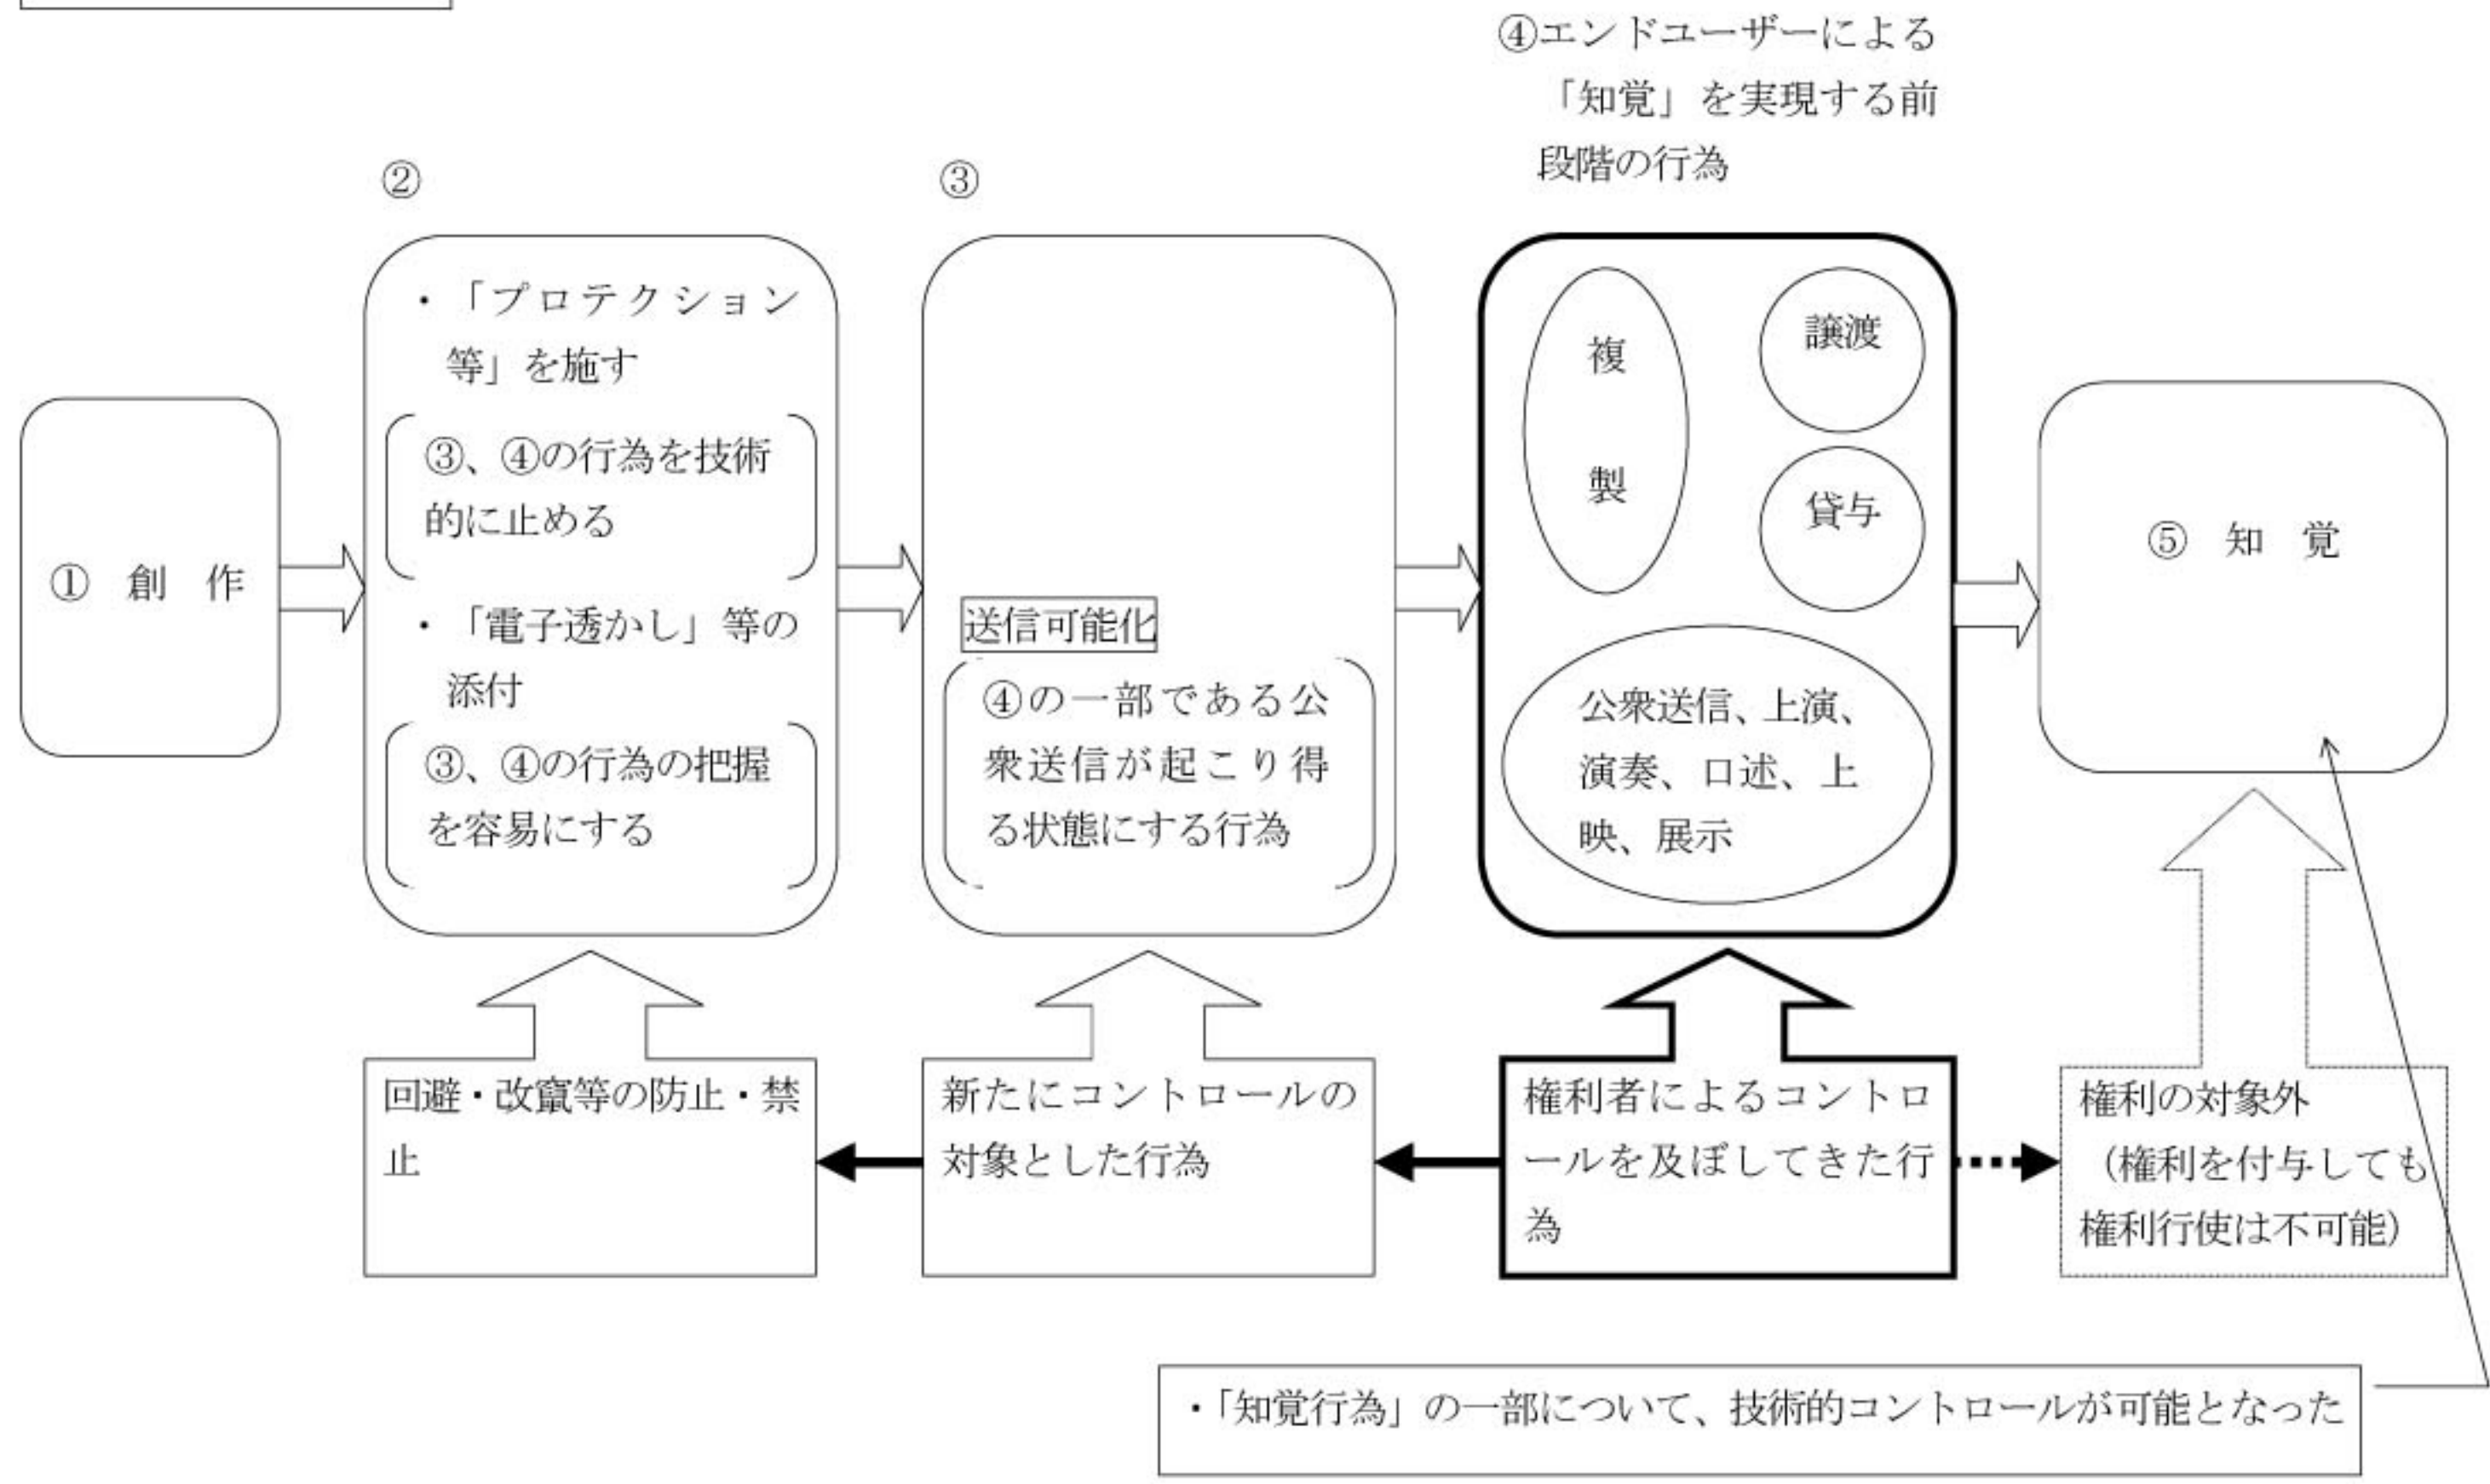 ④エンドユーザーによる
「知覚」を実現する前
段階の行為
②
③
・「プロテクション
等」を施す
③、④の行為を技術
的に止める
・「電子透かし」等の
添付
③、④の行為の把握
を容易にする
① 創 作
送信可能化
④の一部である公
衆送信が起こり得
る状態にする行為
複
製
譲渡
貸与
公衆送信、上演、
演奏、口述、上
映、展示
⑤ 知 覚
回避・改竄等の防止・禁
止
新たにコントロールの
対象とした行為
権利者によるコントロ
ールを及ぼしてきた行
為
権利の対象外
（権利を付与しても
権利行使は不可能）
・「知覚行為」の一部について、技術的コントロールが可能となった